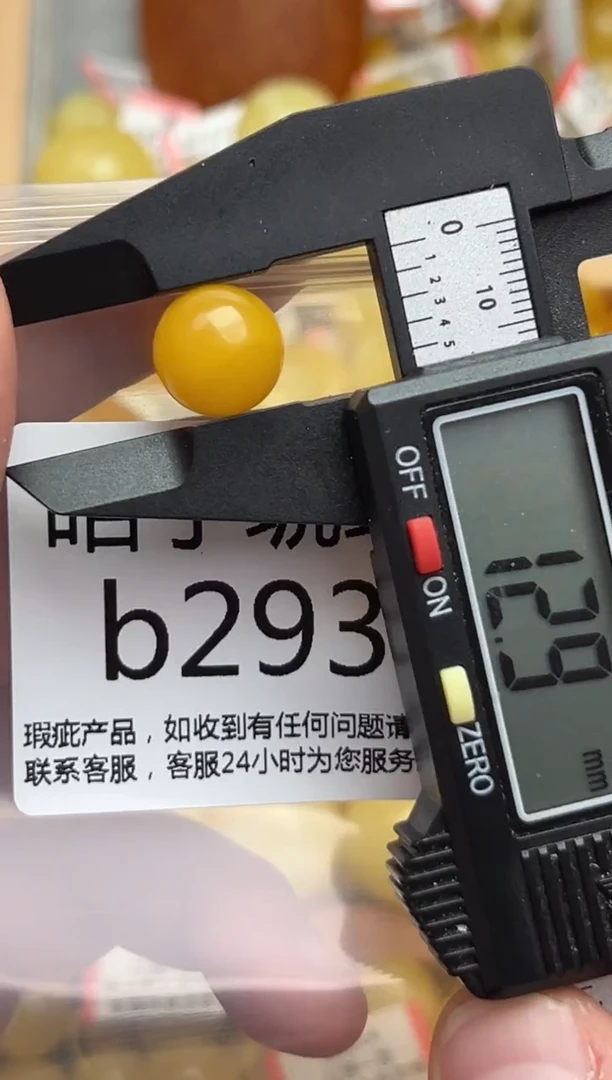 0
1
2
3
4
5
10
OFF
ON
ZERO
12.9
mm
b293
瑕疵产品，如收到有任何问题请
联系客服，客服24小时为您服务